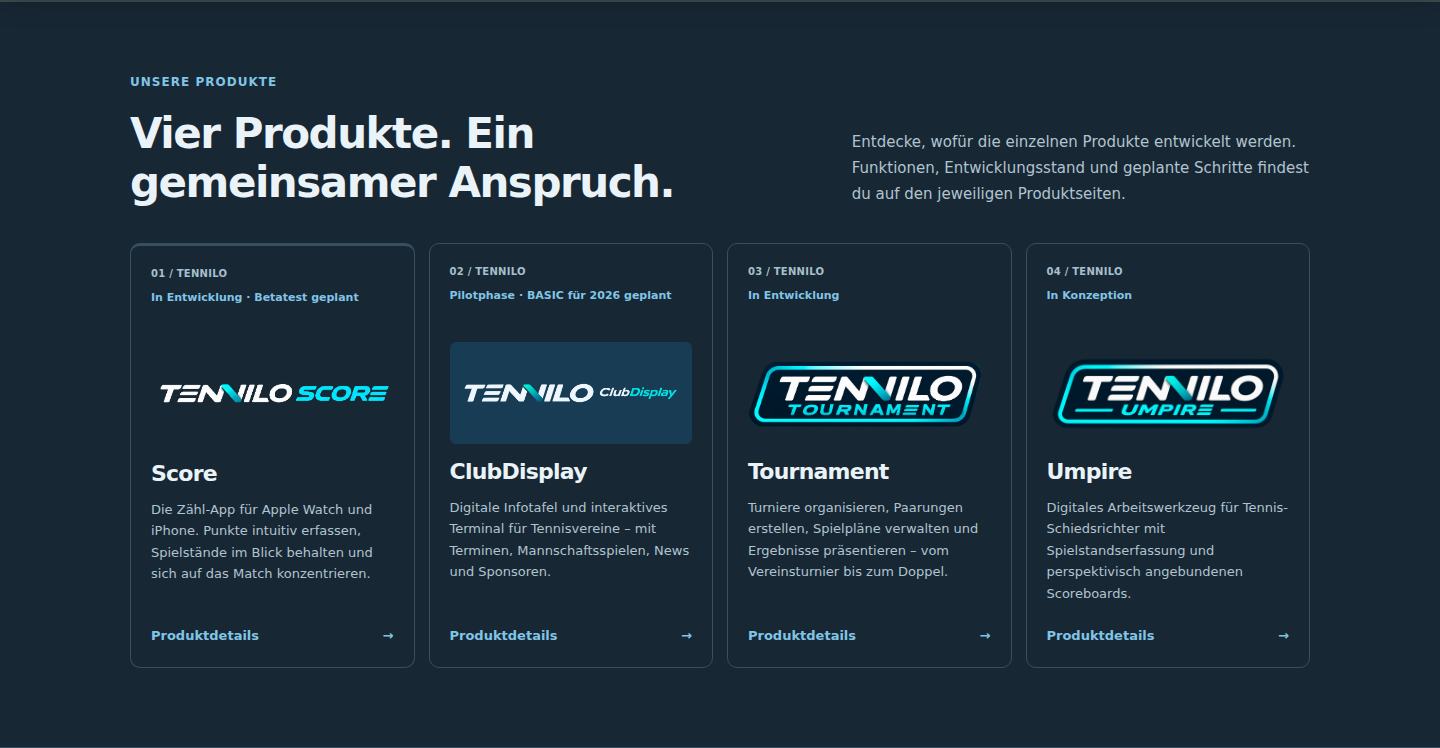 UNSERE PRODUKTE
Vier Produkte. Ein
gemeinsamer Anspruch.
Entdecke, wofür die einzelnen Produkte entwickelt werden.
Funktionen, Entwicklungsstand und geplante Schritte findest
du auf den jeweiligen Produktseiten.
01 / TENNILO
In Entwicklung · Betatest geplant
TENNILO SCORE
Score
Die Zähl-App für Apple Watch und
iPhone. Punkte intuitiv erfassen,
Spielstände im Blick behalten und
sich auf das Match konzentrieren.
Produktdetails →
02 / TENNILO
Pilotphase · BASIC für 2026 geplant
TENNILO ClubDisplay
ClubDisplay
Digitale Infotafel und interaktives
Terminal für Tennisvereine – mit
Terminen, Mannschaftsspielen, News
und Sponsoren.
Produktdetails →
03 / TENNILO
In Entwicklung
TENNILO
TOURNAMENT
Tournament
Turniere organisieren, Paarungen
erstellen, Spielpläne verwalten und
Ergebnisse präsentieren – vom
Vereinsturnier bis zum Doppel.
Produktdetails →
04 / TENNILO
In Konzeption
TENNILO
UMPIRE
Umpire
Digitales Arbeitswerkzeug für Tennis-
Schiedsrichter mit
Spielstandserfassung und
perspektivisch angebundenen
Scoreboards.
Produktdetails →